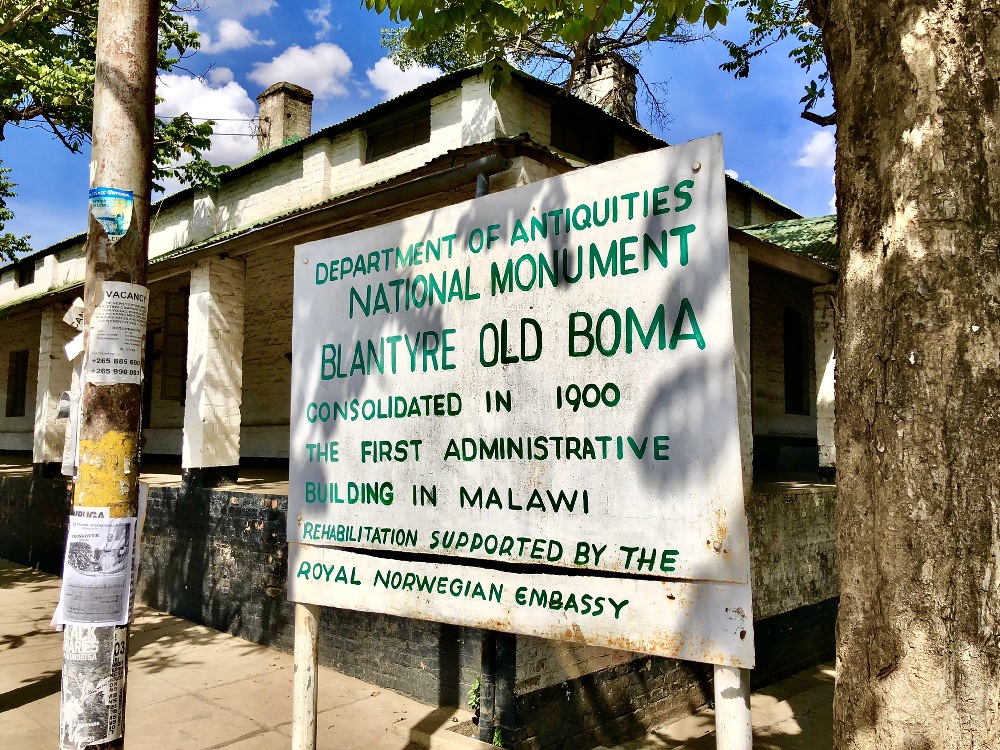 DEPARTMENT OF ANTIQUITIES
NATIONAL MONUMENT
BLANTYRE OLD BOMA
CONSOLIDATED IN 1900
THE FIRST ADMINISTRATIVE
BUILDING IN MALAWI
REHABILITATION SUPPORTED BY THE
ROYAL NORWEGIAN EMBASSY
VACANCY